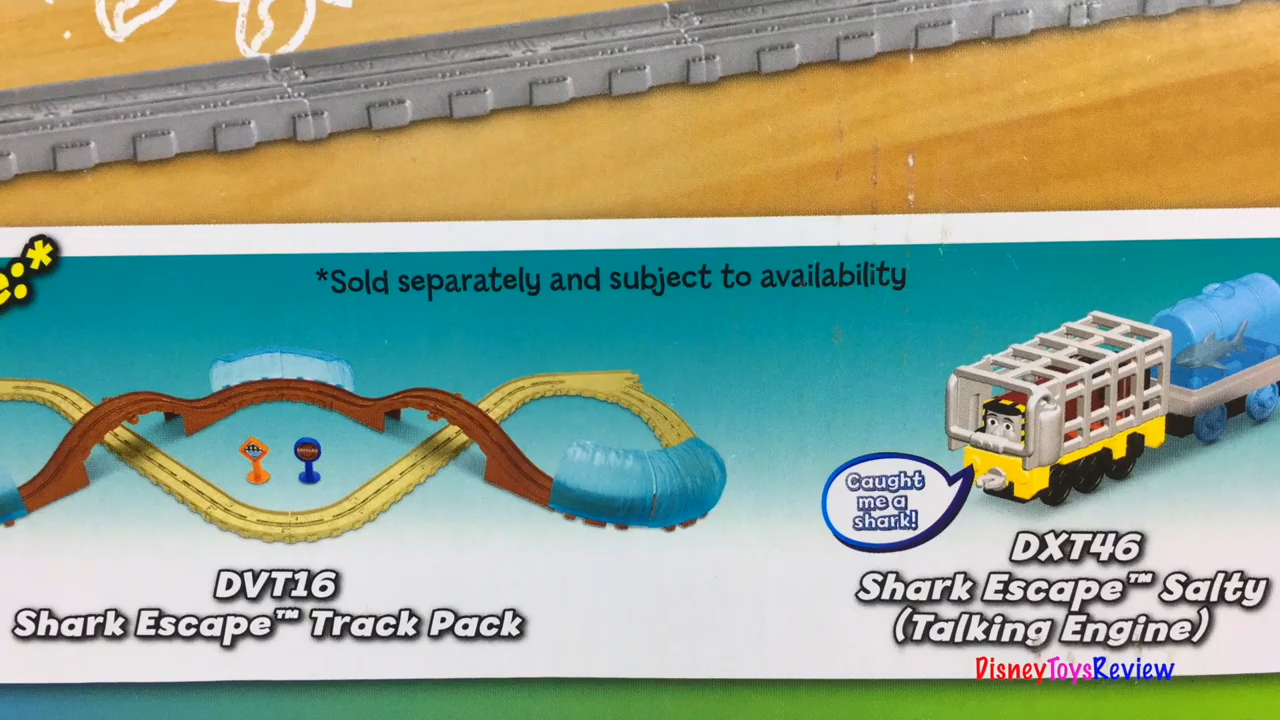 *Sold separately and subject to availability
Caught
me a
shark!
DVT16
Shark Escape™ Track Pack
DXT46
Shark Escape™ Salty
(Talking Engine)
DisneyToysReview